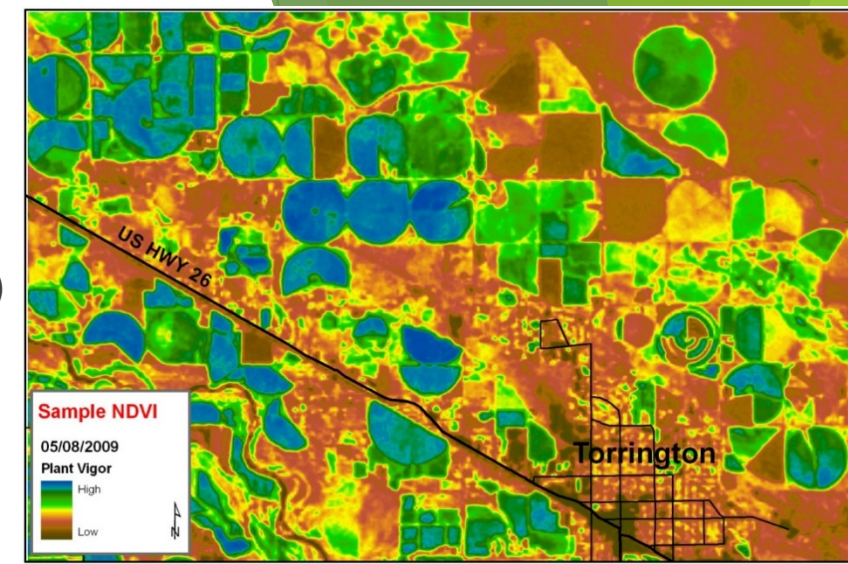 US HWY 26
Torrington
Sample NDVI
05/08/2009
Plant Vigor
High
Low
N